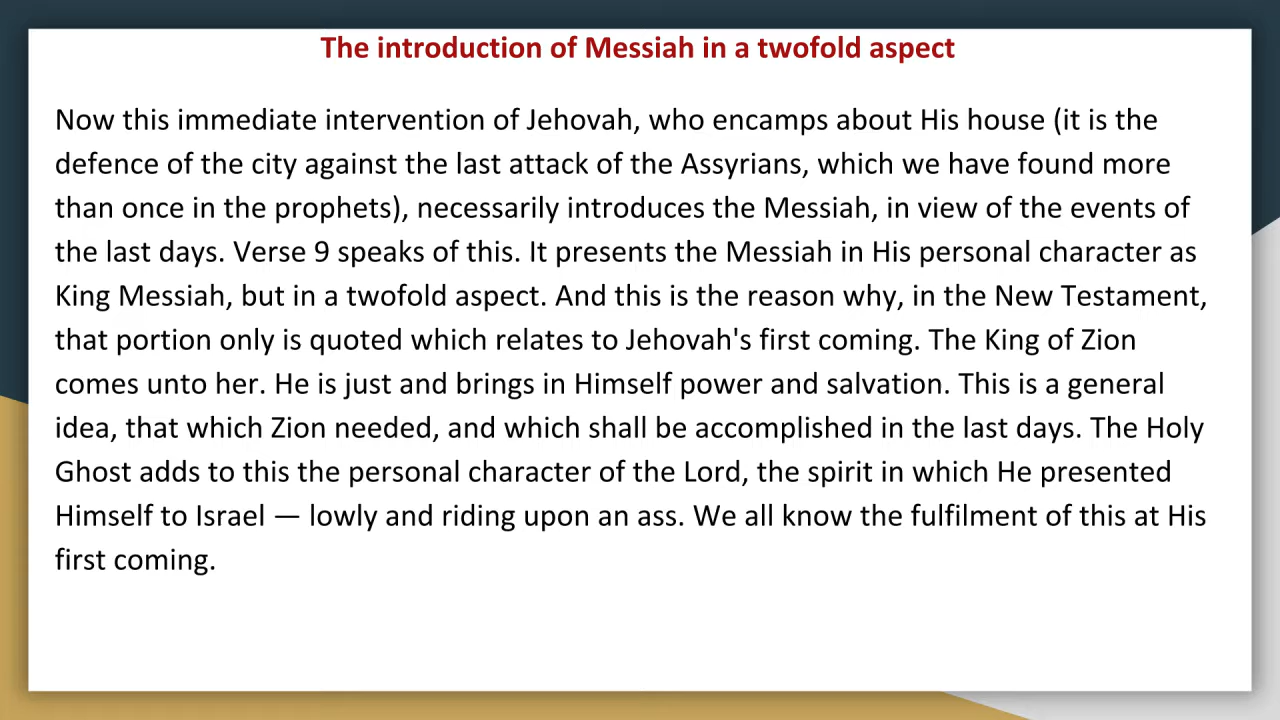 The introduction of Messiah in a twofold aspect
Now this immediate intervention of Jehovah, who encamps about His house (it is the
defence of the city against the last attack of the Assyrians, which we have found more
than once in the prophets), necessarily introduces the Messiah, in view of the events of
the last days. Verse 9 speaks of this. It presents the Messiah in His personal character as
King Messiah, but in a twofold aspect. And this is the reason why, in the New Testament,
that portion only is quoted which relates to Jehovah's first coming. The King of Zion
comes unto her. He is just and brings in Himself power and salvation. This is a general
idea, that which Zion needed, and which shall be accomplished in the last days. The Holy
Ghost adds to this the personal character of the Lord, the spirit in which He presented
Himself to Israel — lowly and riding upon an ass. We all know the fulfilment of this at His
first coming.